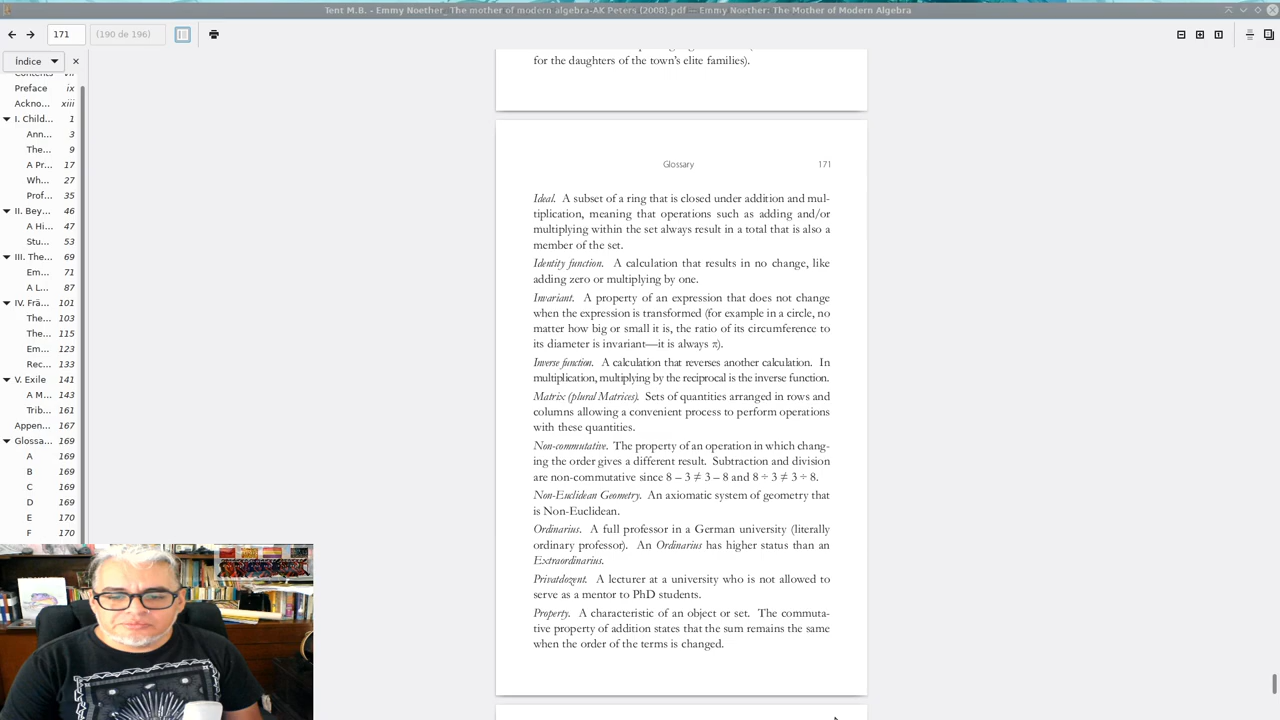 Tent M.B. - Emmy Noether_ The mother of modern algebra-AK Peters (2008).pdf — Emmy Noether: The Mother of Modern Algebra
171 (190 de 196)
Índice
Contents vii
Preface ix
Ackno... xiii
I. Child... 1
Ann... 3
The... 9
A Pr... 17
Wh... 27
Prof... 35
II. Bey... 46
A Hi... 47
Stu... 53
III. The... 69
Em... 71
A L... 87
IV. Frä... 101
The... 103
The... 115
Em... 123
Rec... 133
V. Exile 141
A M... 143
Trib... 161
Appen... 167
Glossa... 169
A 169
B 169
C 169
D 169
E 170
F 170
for the daughters of the town’s elite families).
Glossary 171
Ideal. A subset of a ring that is closed under addition and mul-
tiplication, meaning that operations such as adding and/or
multiplying within the set always result in a total that is also a
member of the set.
Identity function. A calculation that results in no change, like
adding zero or multiplying by one.
Invariant. A property of an expression that does not change
when the expression is transformed (for example in a circle, no
matter how big or small it is, the ratio of its circumference to
its diameter is invariant—it is always π).
Inverse function. A calculation that reverses another calculation. In
multiplication, multiplying by the reciprocal is the inverse function.
Matrix (plural Matrices). Sets of quantities arranged in rows and
columns allowing a convenient process to perform operations
with these quantities.
Non-commutative. The property of an operation in which chang-
ing the order gives a different result. Subtraction and division
are non-commutative since 8 – 3 ≠ 3 – 8 and 8 ÷ 3 ≠ 3 ÷ 8.
Non-Euclidean Geometry. An axiomatic system of geometry that
is Non-Euclidean.
Ordinarius. A full professor in a German university (literally
ordinary professor). An Ordinarius has higher status than an
Extraordinarius.
Privatdozent. A lecturer at a university who is not allowed to
serve as a mentor to PhD students.
Property. A characteristic of an object or set. The commuta-
tive property of addition states that the sum remains the same
when the order of the terms is changed.